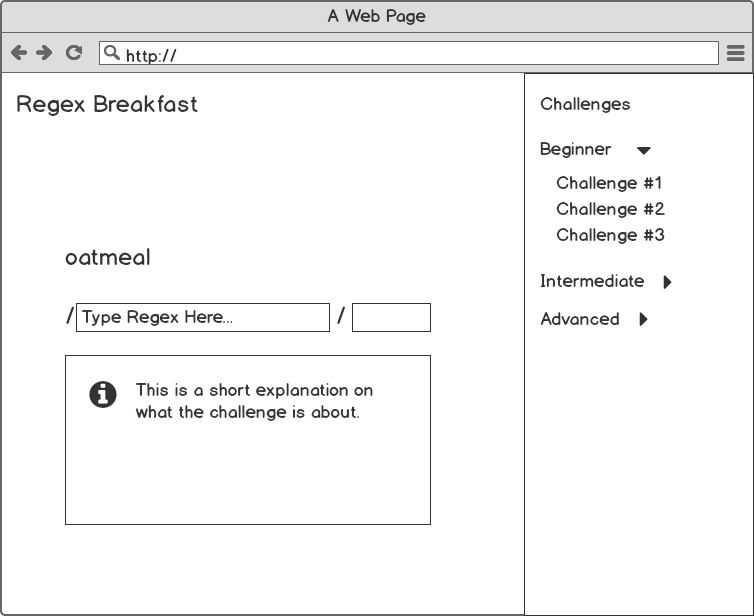 A Web Page
http://
Regex Breakfast
oatmeal
/ Type Regex Here... /
This is a short explanation on
what the challenge is about.
Challenges
Beginner
Challenge #1
Challenge #2
Challenge #3
Intermediate
Advanced